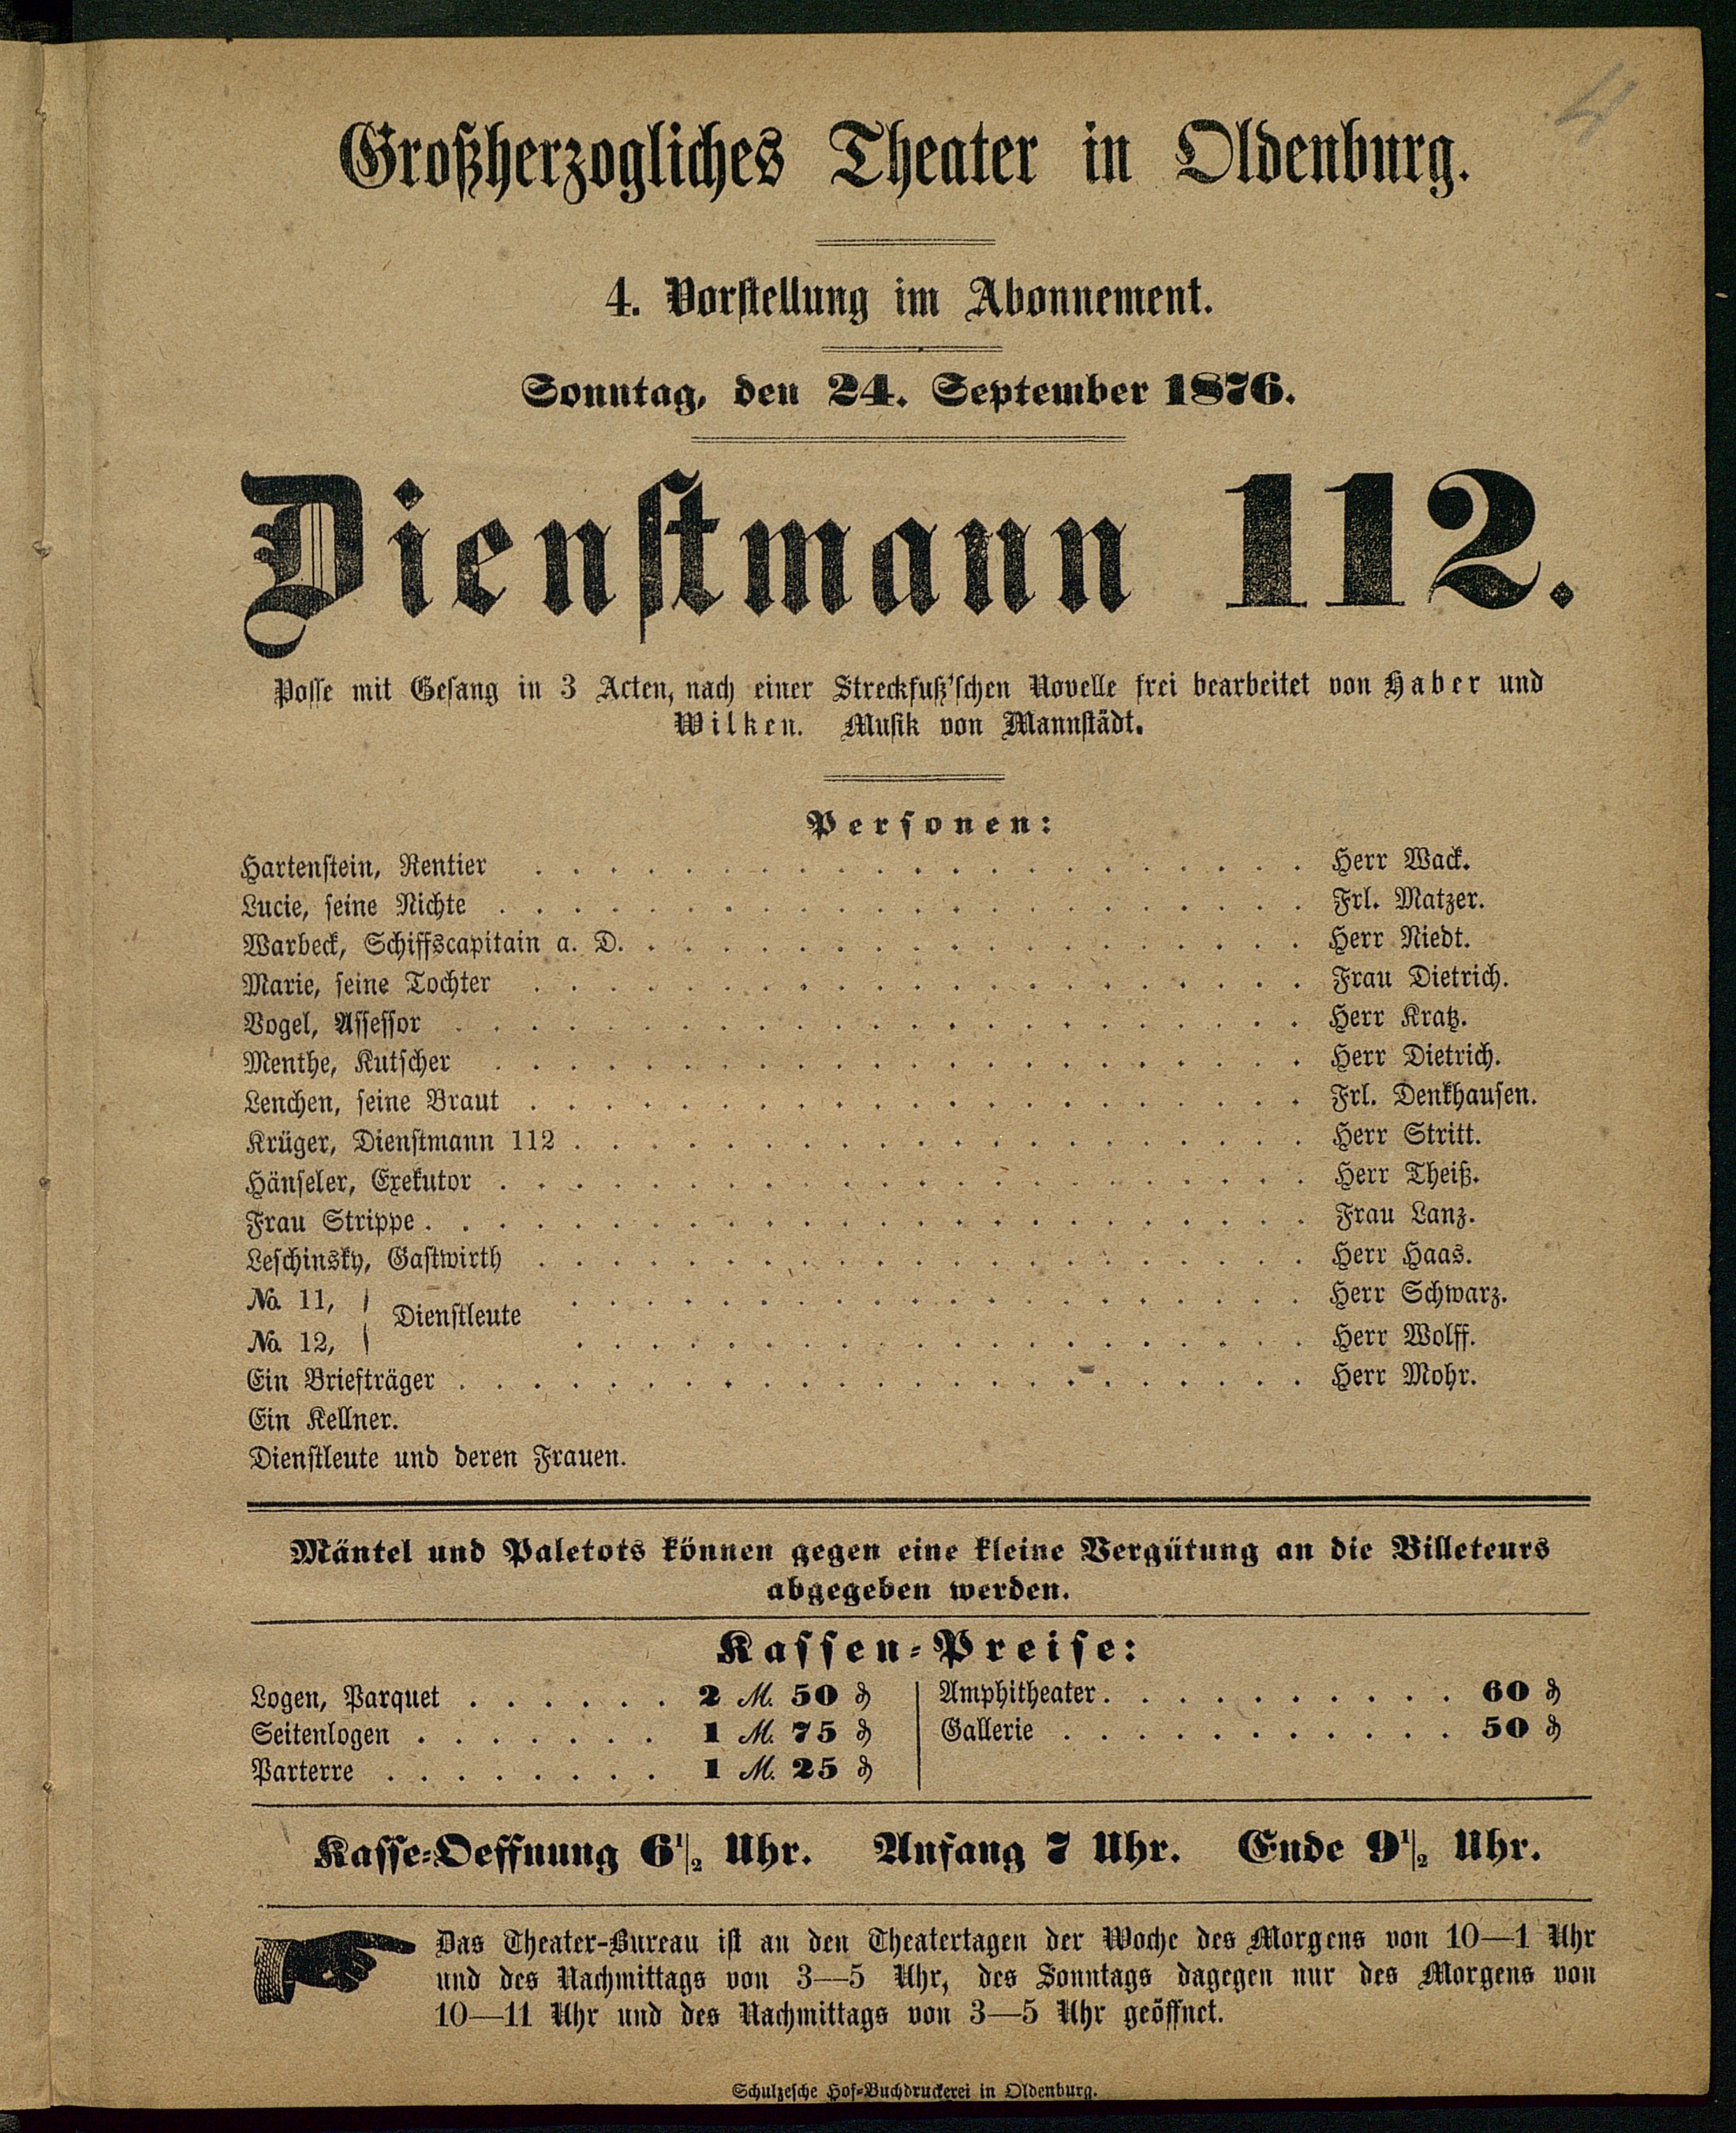 4
Großherzogliches Theater in Oldenburg.
4. Vorstellung im Abonnement.
Sonntag, den 24. September 1876.
Dienstmann 112.
Posse mit Gesang in 3 Acten, nach einer Streckfuß'schen Novelle frei bearbeitet von Haber und
Wilken. Musik von Mannstädt.
Personen:
Hartenstein, Rentier . . . . . Herr Wack.
Lucie, seine Nichte . . . . . Frl. Matzer.
Warbeck, Schiffscapitain a. D. . . . . . Herr Niedt.
Marie, seine Tochter . . . . . Frau Dietrich.
Vogel, Assessor . . . . . Herr Kratz.
Menthe, Kutscher . . . . . Herr Dietrich.
Lenchen, seine Braut . . . . . Frl. Denkhausen.
Krüger, Dienstmann 112 . . . . . Herr Stritt.
Hänseler, Exekutor . . . . . Herr Theiß.
Frau Strippe . . . . . Frau Lanz.
Leschinsky, Gastwirth . . . . . Herr Haas.
No. 11, } Dienstleute . . . . . Herr Schwarz.
No. 12, } . . . . . Herr Wolff.
Ein Briefträger . . . . . Herr Mohr.
Ein Kellner.
Dienstleute und deren Frauen.
Mäntel und Paletots können gegen eine kleine Vergütung an die Billeteurs
abgegeben werden.
Kassen-Preise:
Logen, Parquet . . . . . 2 M. 50 ₰
Seitenlogen . . . . . 1 M. 75 ₰
Parterre . . . . . 1 M. 25 ₰
Amphitheater . . . . . 60 ₰
Gallerie . . . . . 50 ₰
Kasse-Oeffnung 6½ Uhr. Anfang 7 Uhr. Ende 9½ Uhr.
Das Theater-Bureau ist an den Theatertagen der Woche des Morgens von 10—1 Uhr
und des Nachmittags von 3—5 Uhr, des Sonntags dagegen nur des Morgens von
10—11 Uhr und des Nachmittags von 3—5 Uhr geöffnet.
Schulzesche Hof-Buchdruckerei in Oldenburg.